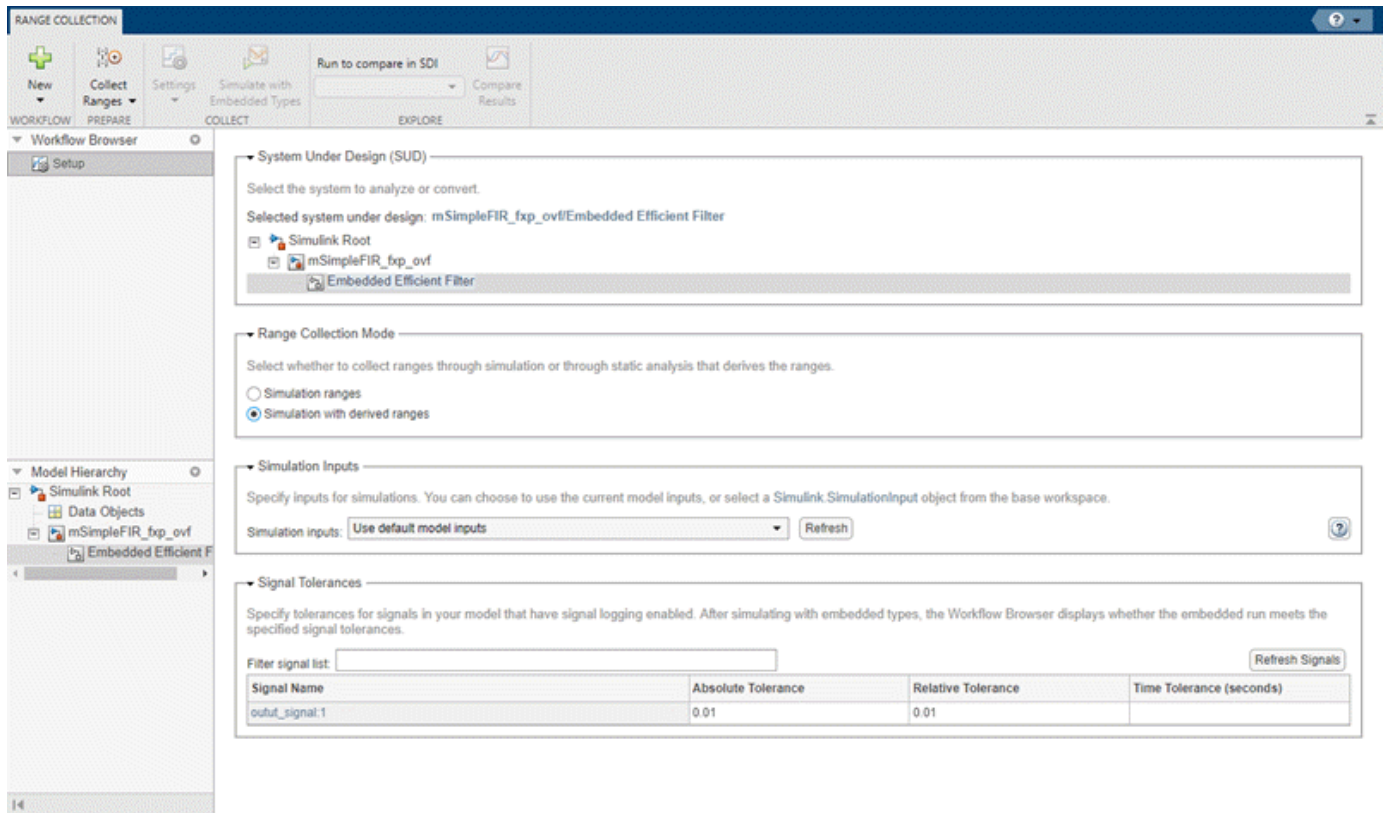 RANGE COLLECTION
?
New
Collect
Ranges
Settings
Simulate with
Embedded Types
Run to compare in SDI
Compare
Results
WORKFLOW
PREPARE
COLLECT
EXPLORE
Workflow Browser
Setup
System Under Design (SUD)
Select the system to analyze or convert.
Selected system under design: mSimpleFIR_fxp_ovf/Embedded Efficient Filter
Simulink Root
mSimpleFIR_fxp_ovf
Embedded Efficient Filter
Range Collection Mode
Select whether to collect ranges through simulation or through static analysis that derives the ranges.
Simulation ranges
Simulation with derived ranges
Model Hierarchy
Simulink Root
Data Objects
mSimpleFIR_fxp_ovf
Embedded Efficient F
Simulation Inputs
Specify inputs for simulations. You can choose to use the current model inputs, or select a Simulink.SimulationInput object from the base workspace.
Simulation inputs: Use default model inputs Refresh
?
Signal Tolerances
Specify tolerances for signals in your model that have signal logging enabled. After simulating with embedded types, the Workflow Browser displays whether the embedded run meets the
specified signal tolerances.
Filter signal list:
Refresh Signals
Signal Name Absolute Tolerance Relative Tolerance Time Tolerance (seconds)
outut_signal:1 0.01 0.01